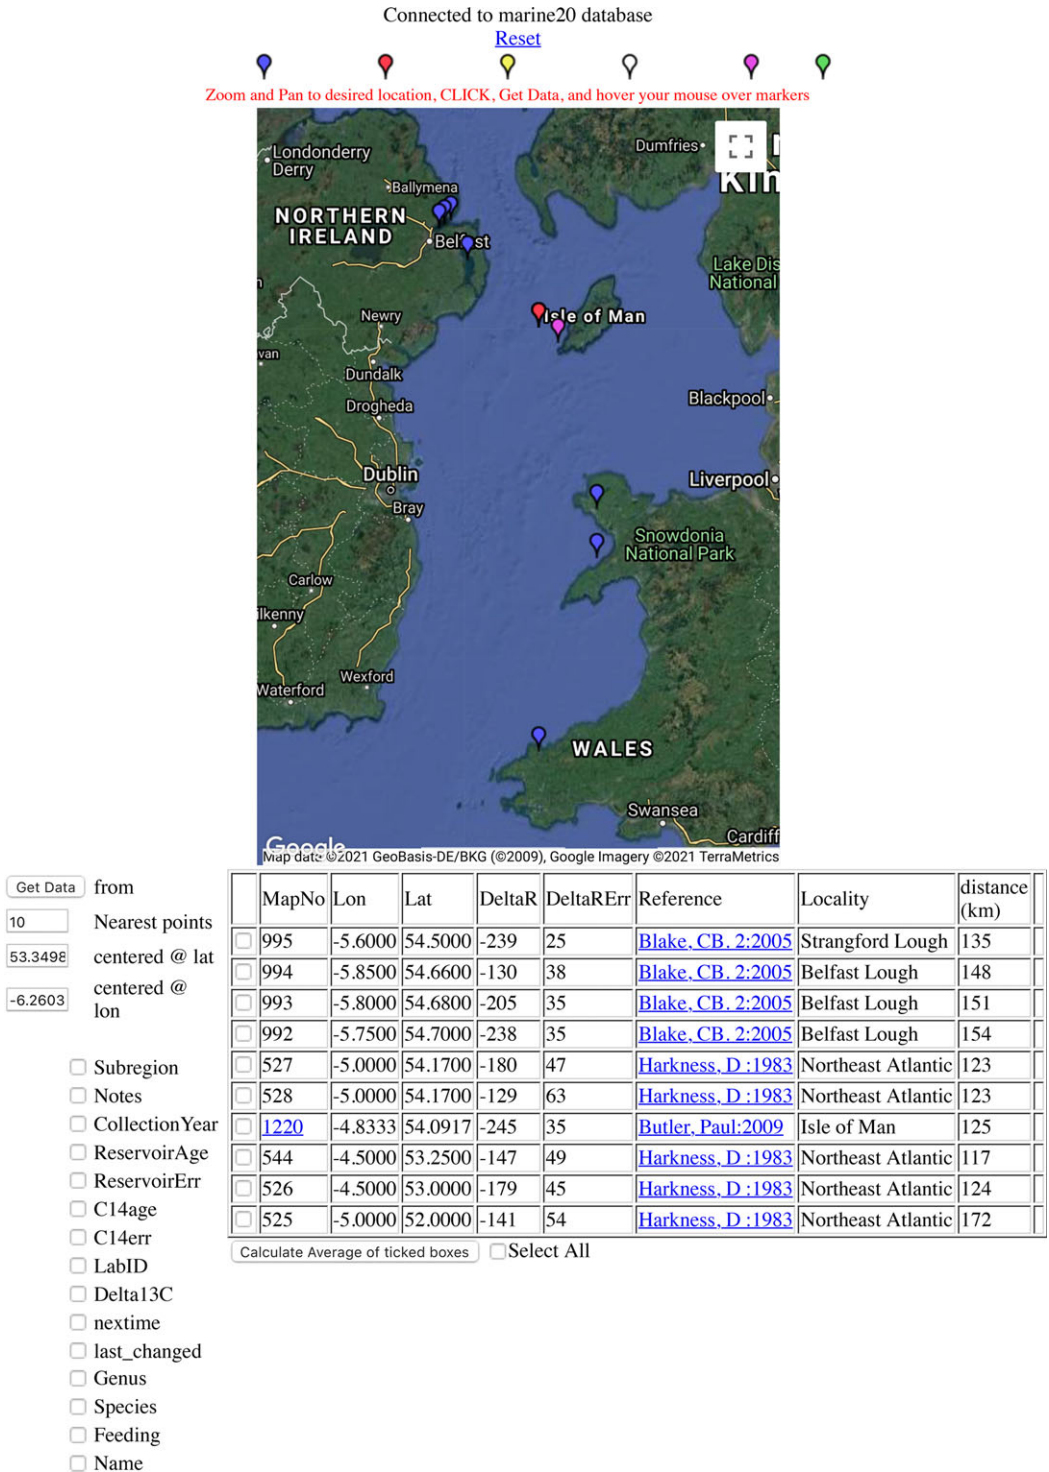 Connected to marine20 database
Reset
Zoom and Pan to desired location, CLICK, Get Data, and hover your mouse over markers
Londonderry
Derry
Dumfries
Ballymena
NORTHERN
IRELAND
Lake Dis
National
Newry
Isle of Man
van
Dundalk
Blackpool
Drogheda
Dublin
Liverpool
Bray
Snowdonia
National Park
Carlow
ilkenny
Wexford
Waterford
WALES
Swansea
Cardiff
Google
Map data ©2021 GeoBasis-DE/BKG (©2009), Google Imagery ©2021 TerraMetrics
Get Data from
10 Nearest points
53.3498 centered @ lat
-6.2603 centered @
lon
Subregion
Notes
CollectionYear
ReservoirAge
ReservoirErr
C14age
C14err
LabID
Delta13C
nextime
last_changed
Genus
Species
Feeding
Name
MapNo Lon Lat DeltaR DeltaRErr Reference Locality distance (km)
995 -5.6000 54.5000 -239 25 Blake, CB. 2:2005 Strangford Lough 135
994 -5.8500 54.6600 -130 38 Blake, CB. 2:2005 Belfast Lough 148
993 -5.8000 54.6800 -205 35 Blake, CB. 2:2005 Belfast Lough 151
992 -5.7500 54.7000 -238 35 Blake, CB. 2:2005 Belfast Lough 154
527 -5.0000 54.1700 -180 47 Harkness, D :1983 Northeast Atlantic 123
528 -5.0000 54.1700 -129 63 Harkness, D :1983 Northeast Atlantic 123
1220 -4.8333 54.0917 -245 35 Butler, Paul:2009 Isle of Man 125
544 -4.5000 53.2500 -147 49 Harkness, D :1983 Northeast Atlantic 117
526 -4.5000 53.0000 -179 45 Harkness, D :1983 Northeast Atlantic 124
525 -5.0000 52.0000 -141 54 Harkness, D :1983 Northeast Atlantic 172
Calculate Average of ticked boxes Select All